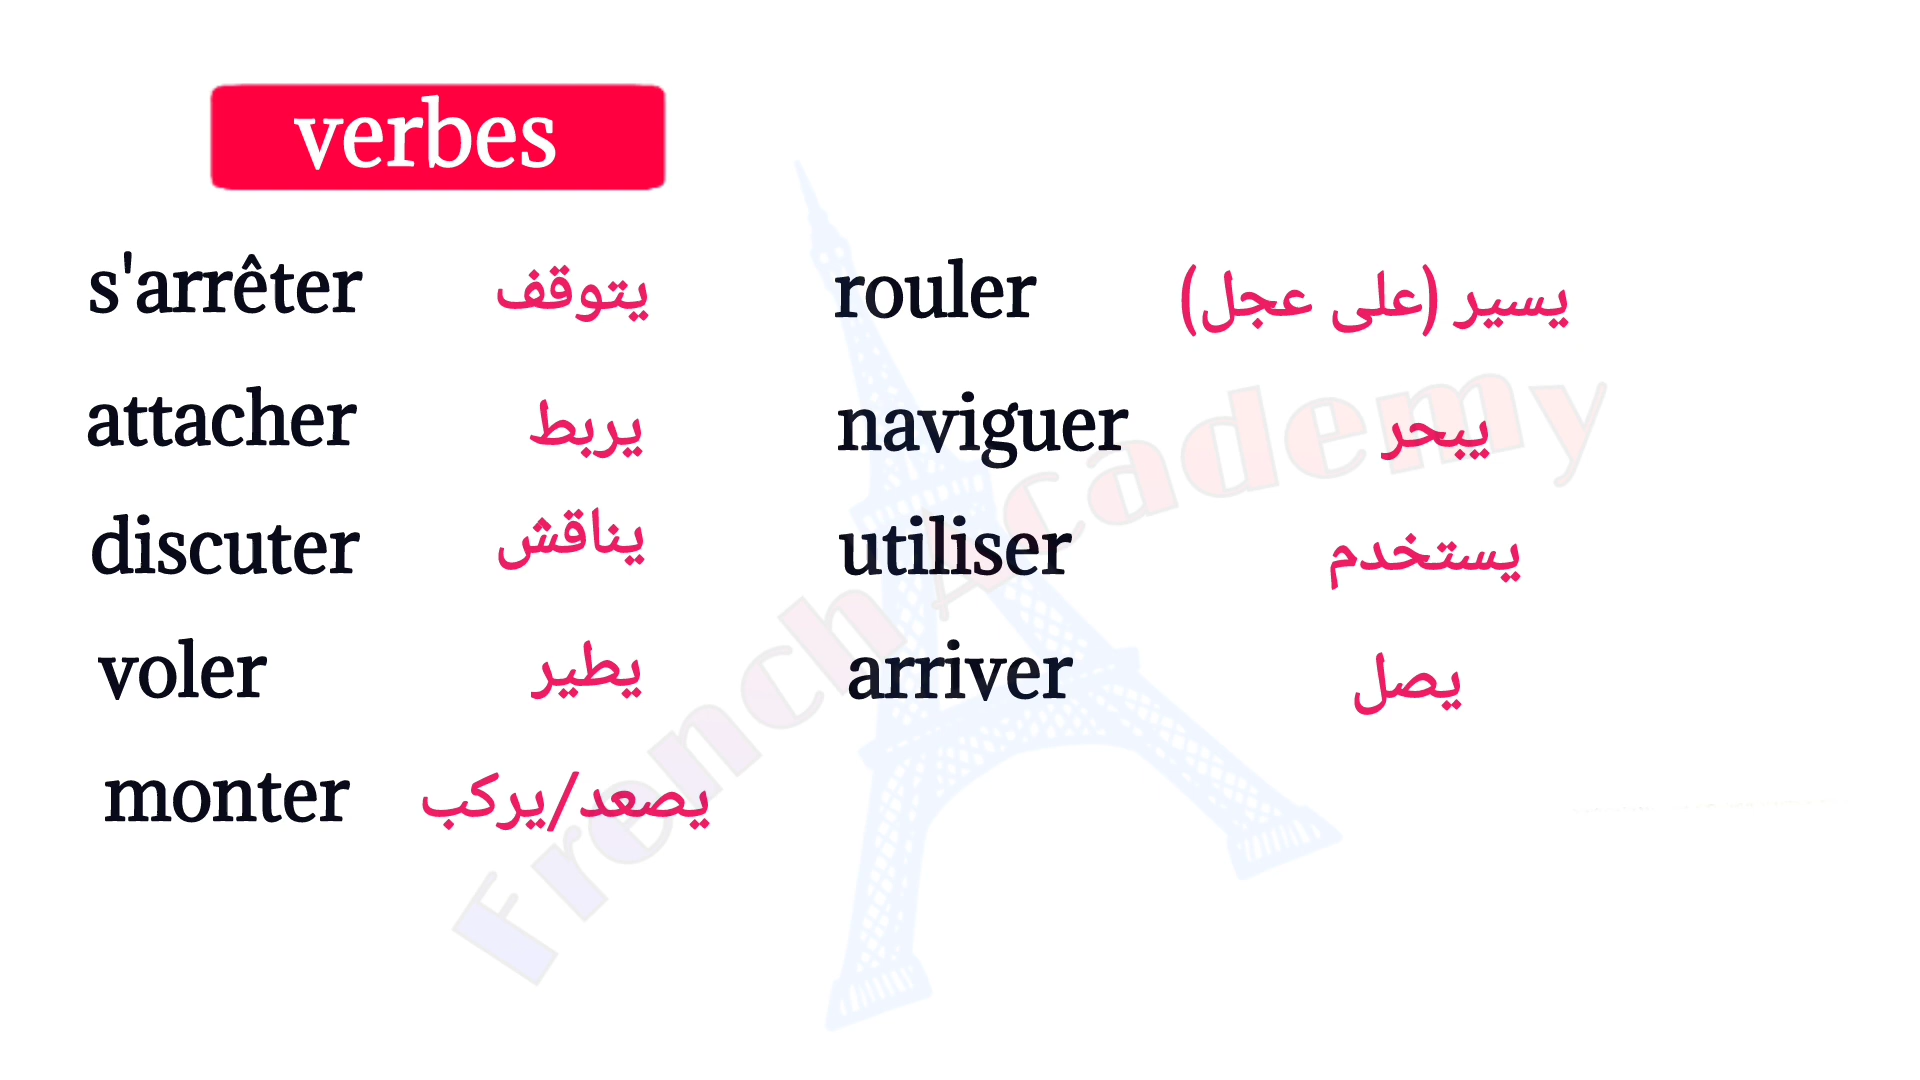 verbes
s'arrêter يتوقف
attacher يربط
discuter يناقش
voler يطير
monter يصعد/يركب
rouler يسير (على عجل)
naviguer يبحر
utiliser يستخدم
arriver يصل
French Academy